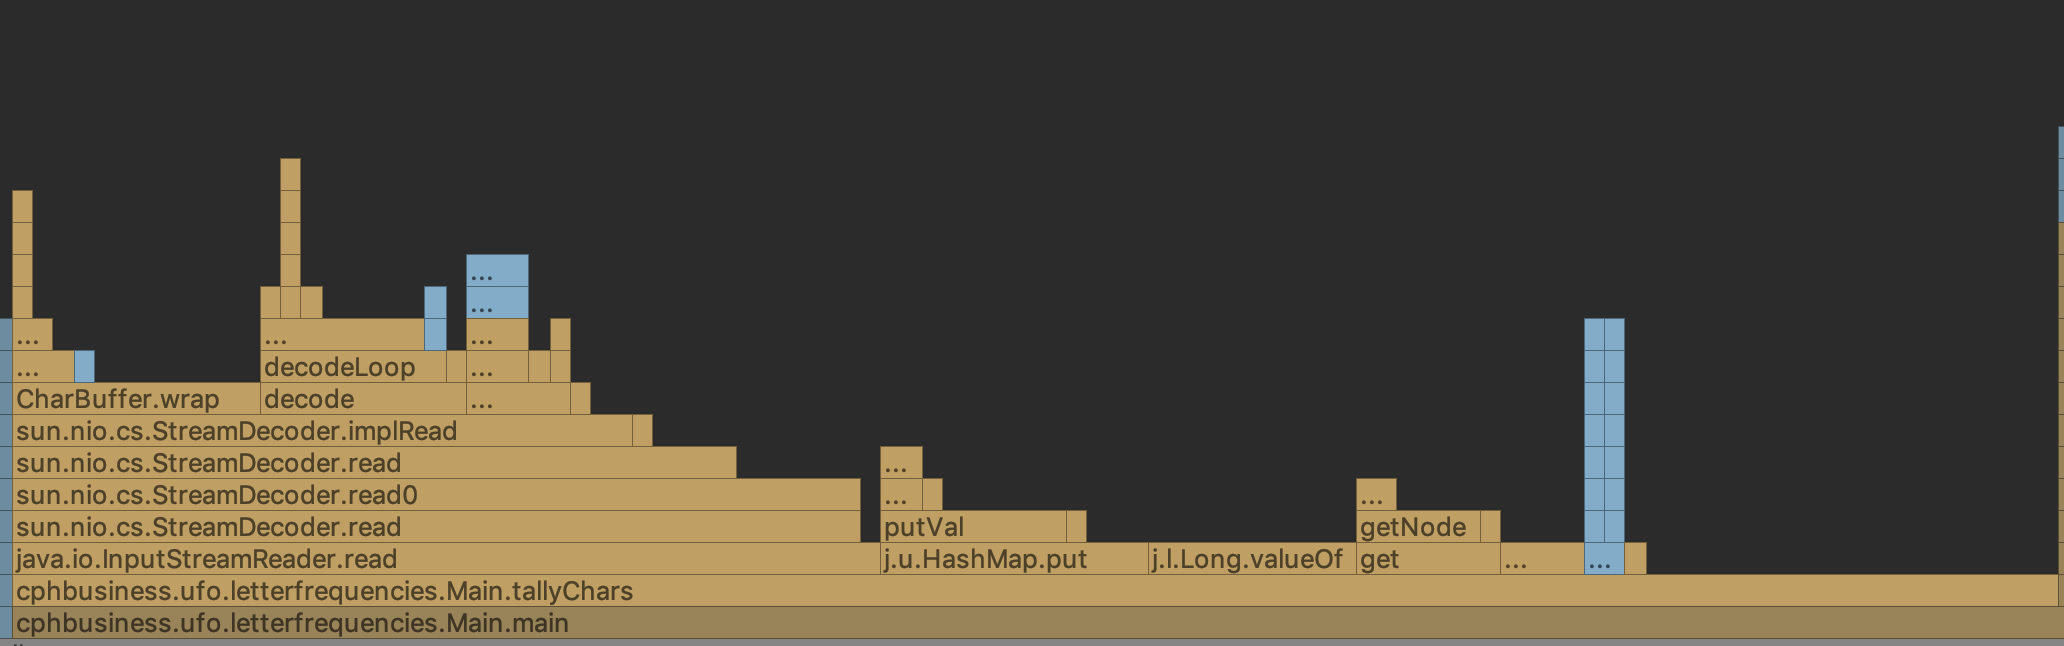 ...
...
... ... ...
... decodeLoop ...
CharBuffer.wrap decode ...
sun.nio.cs.StreamDecoder.implRead
sun.nio.cs.StreamDecoder.read ...
sun.nio.cs.StreamDecoder.read0 ... ...
sun.nio.cs.StreamDecoder.read putVal getNode
java.io.InputStreamReader.read j.u.HashMap.put j.l.Long.valueOf get ... ...
cphbusiness.ufo.letterfrequencies.Main.tallyChars
cphbusiness.ufo.letterfrequencies.Main.main